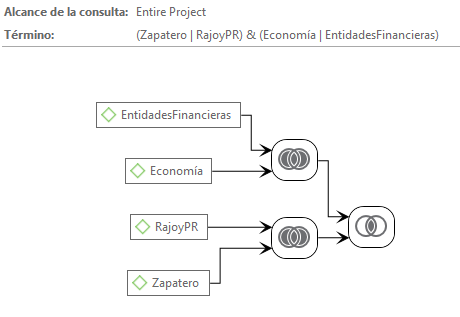 Alcance de la consulta: Entire Project
Término: (Zapatero | RajoyPR) & (Economía | EntidadesFinancieras)
EntidadesFinancieras
Economía
RajoyPR
Zapatero